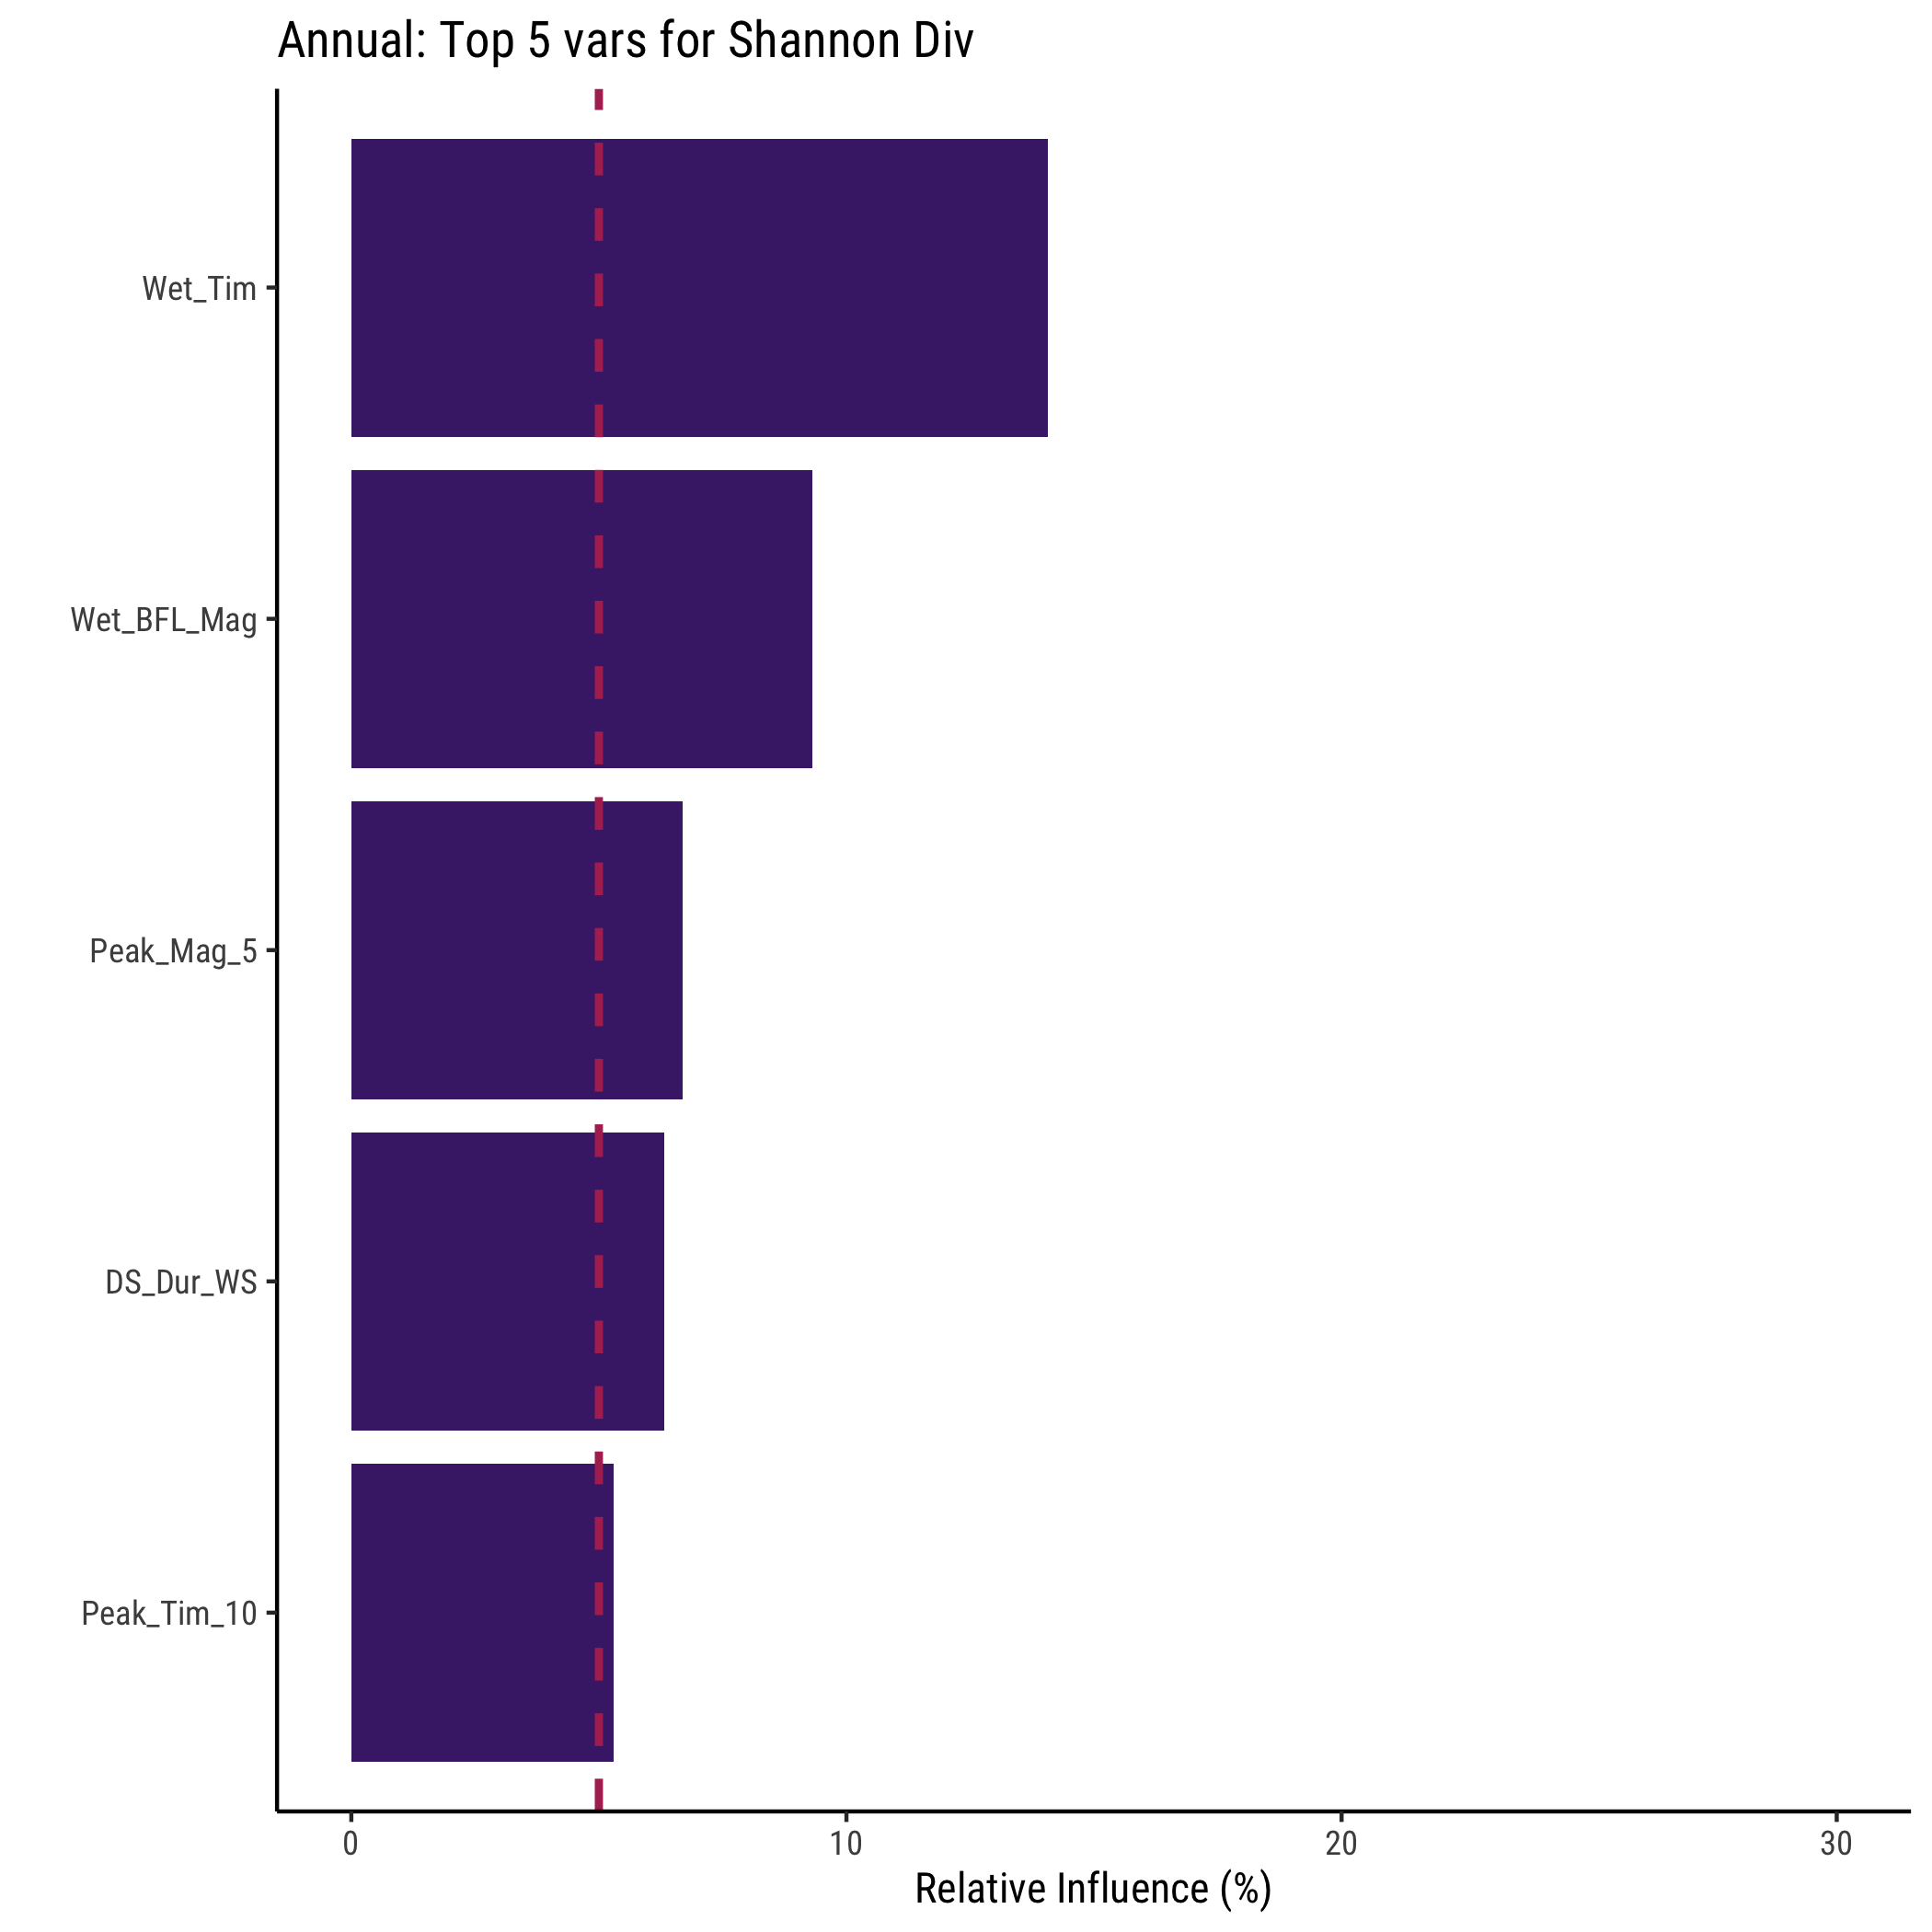 Annual: Top 5 vars for Shannon Div
Wet_Tim
Wet_BFL_Mag
Peak_Mag_5
DS_Dur_WS
Peak_Tim_10
0 10 20 30
Relative Influence (%)